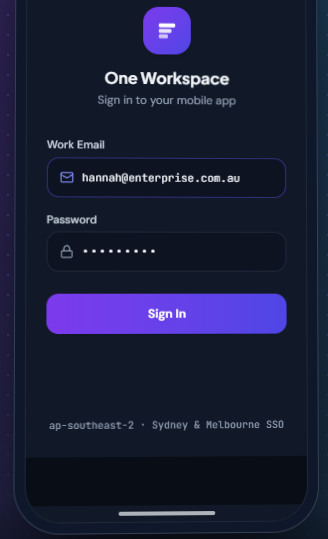 One Workspace
Sign in to your mobile app
Work Email
hannah@enterprise.com.au
Password
Sign In
ap-southeast-2 · Sydney & Melbourne SSO